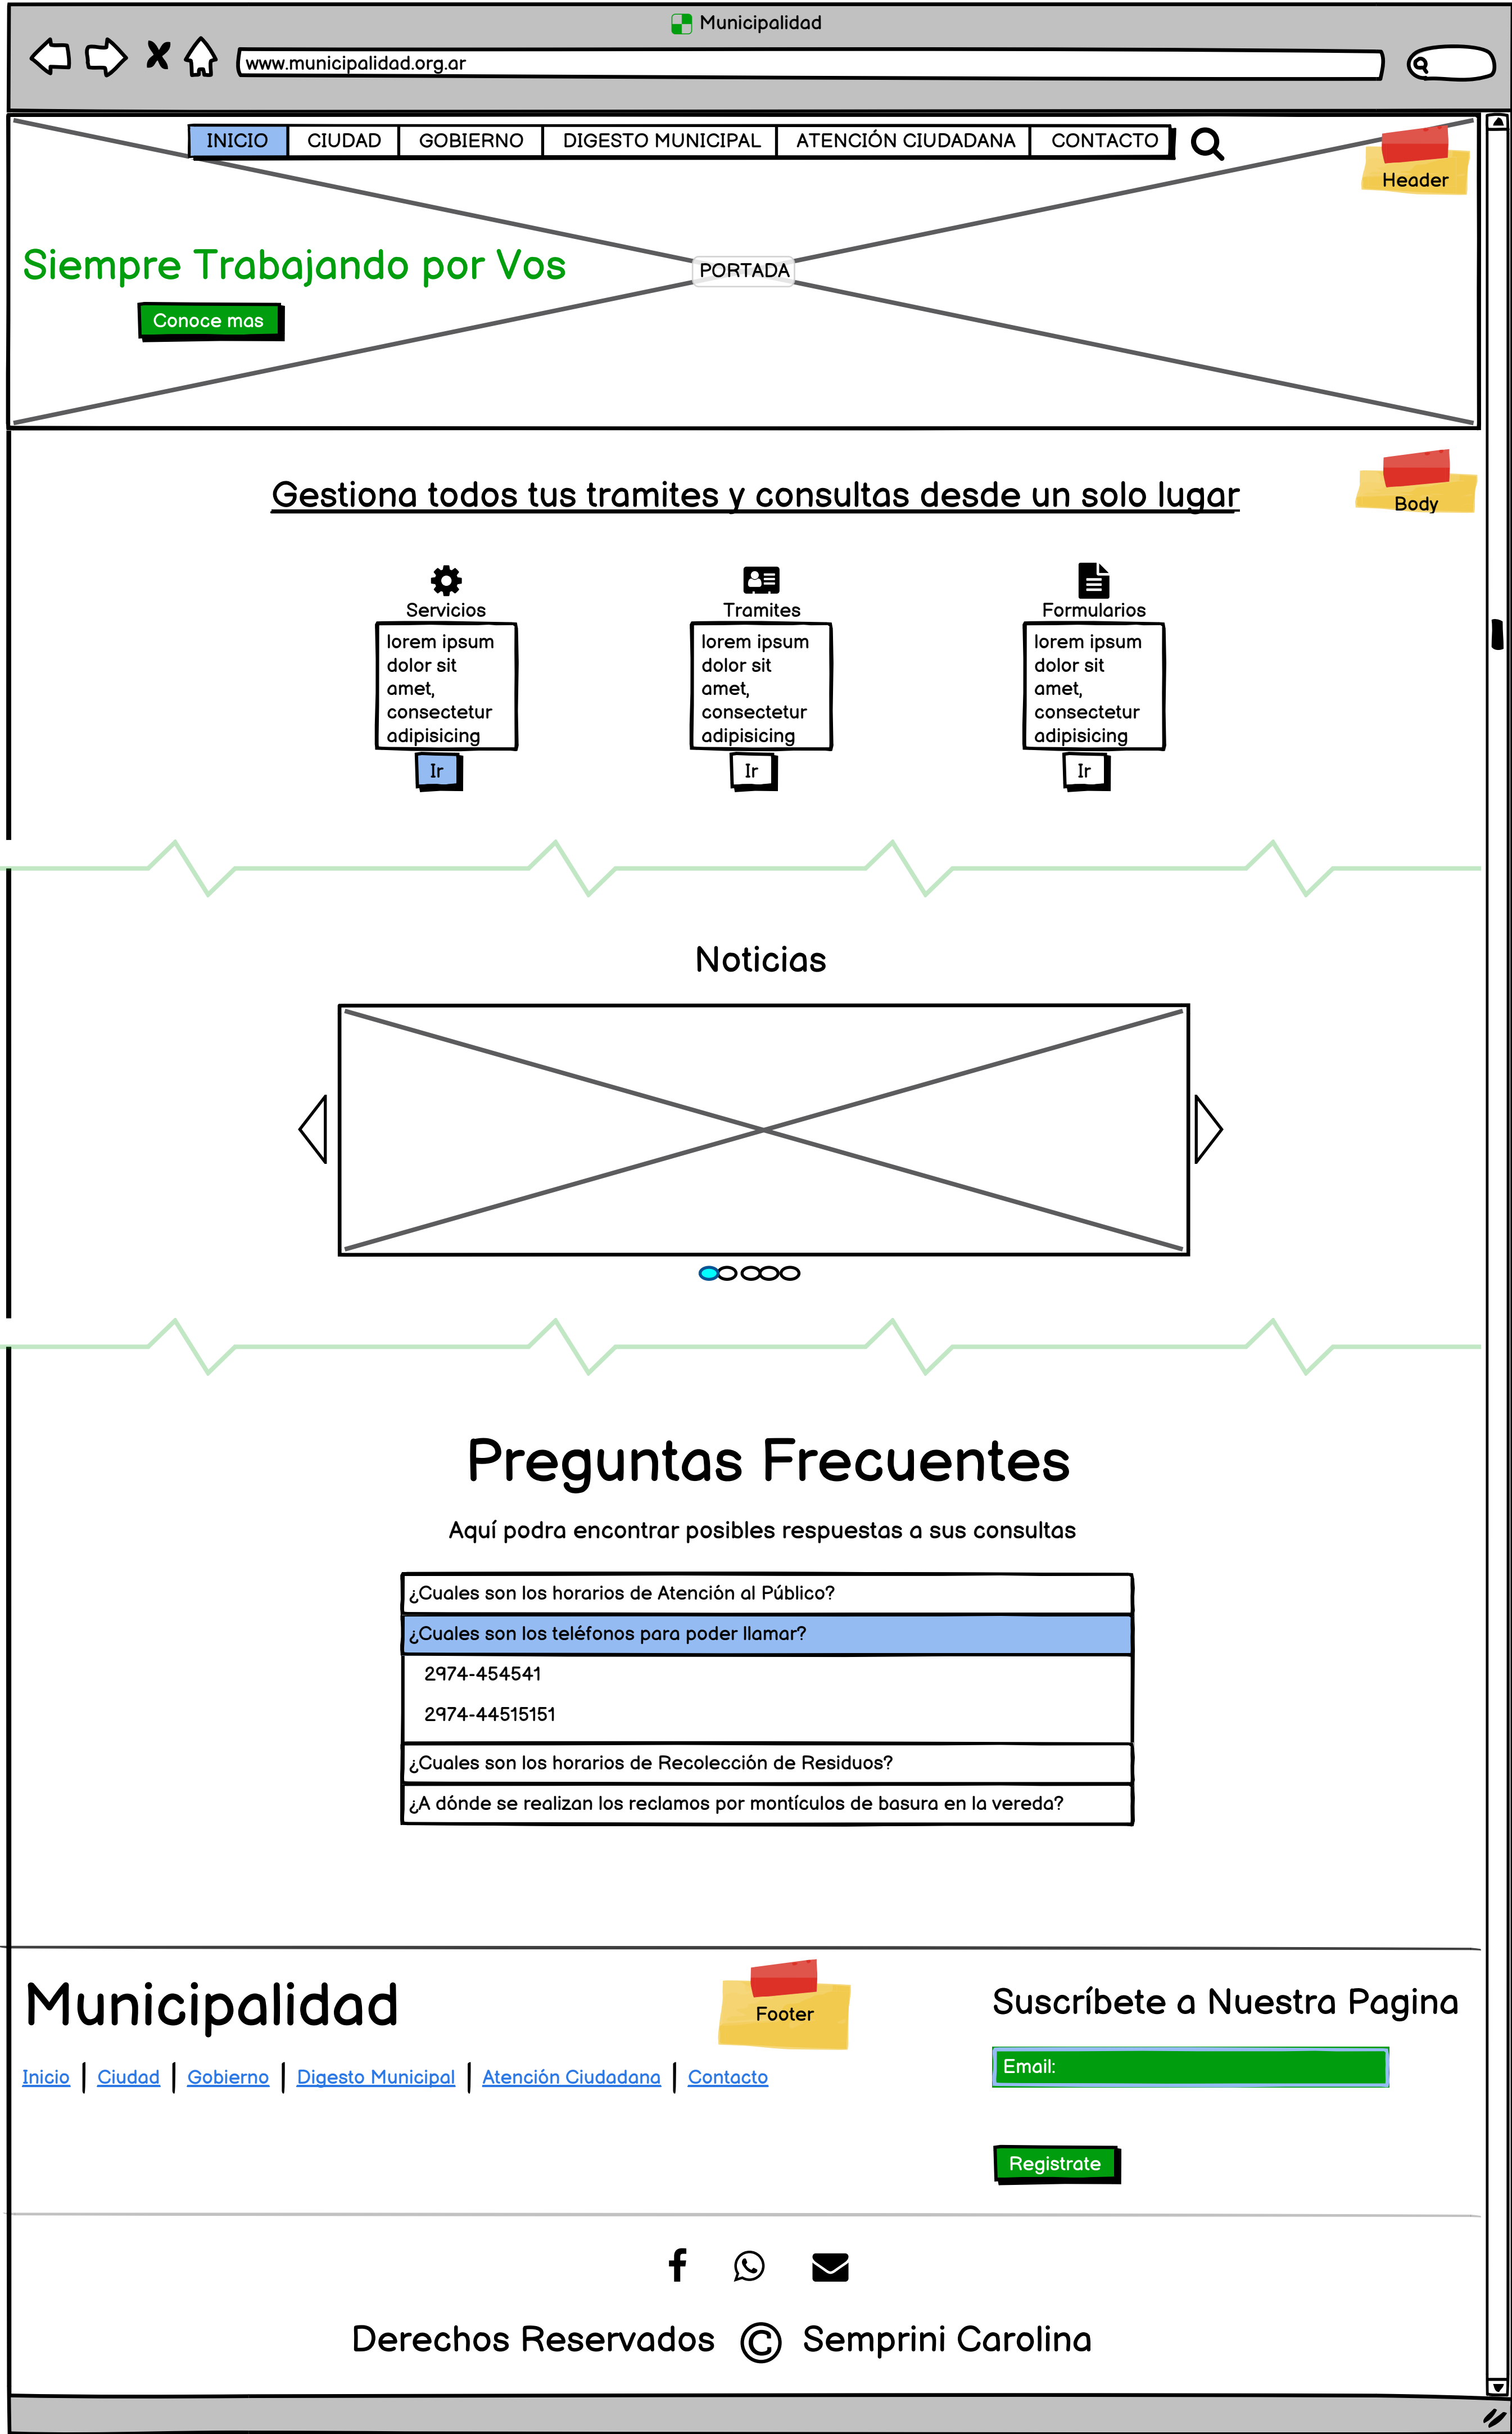 Municipalidad
www.municipalidad.org.ar
INICIO CIUDAD GOBIERNO DIGESTO MUNICIPAL ATENCIÓN CIUDADANA CONTACTO
Header
Siempre Trabajando por Vos
PORTADA
Conoce mas
Gestiona todos tus tramites y consultas desde un solo lugar
Body
Servicios
lorem ipsum
dolor sit
amet,
consectetur
adipisicing
Ir
Tramites
lorem ipsum
dolor sit
amet,
consectetur
adipisicing
Ir
Formularios
lorem ipsum
dolor sit
amet,
consectetur
adipisicing
Ir
Noticias
Preguntas Frecuentes
Aquí podra encontrar posibles respuestas a sus consultas
¿Cuales son los horarios de Atención al Público?
¿Cuales son los teléfonos para poder llamar?
2974-454541
2974-44515151
¿Cuales son los horarios de Recolección de Residuos?
¿A dónde se realizan los reclamos por montículos de basura en la vereda?
Municipalidad
Inicio | Ciudad | Gobierno | Digesto Municipal | Atención Ciudadana | Contacto
Footer
Suscríbete a Nuestra Pagina
Email:
Registrate
Derechos Reservados © Semprini Carolina